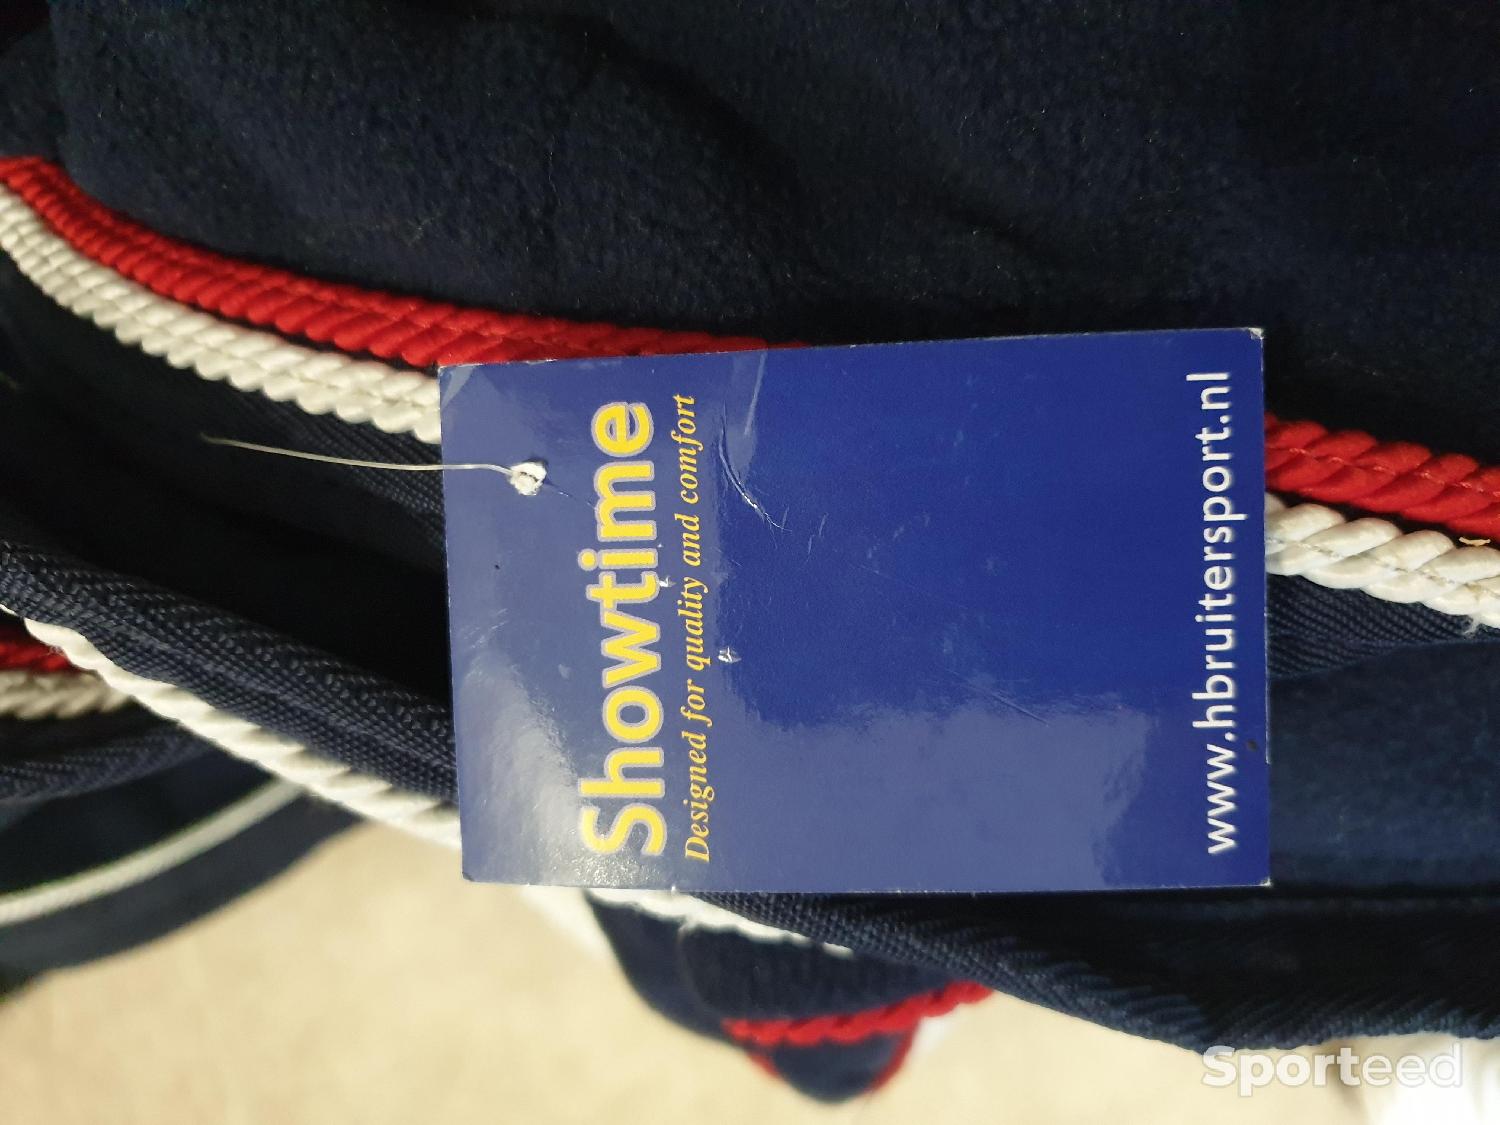 Showtime
Designed for quality and comfort
www.hbruitersport.nl
Sporteed